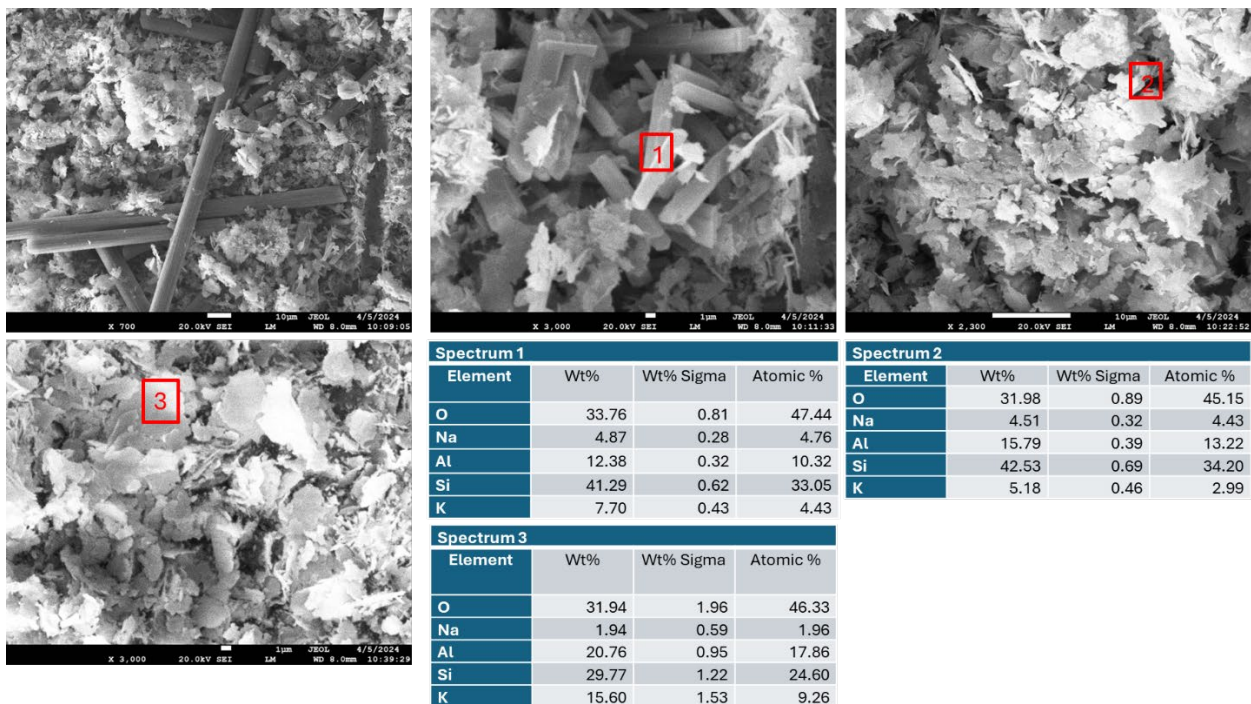 10µm JEOL 4/5/2024
X 700 20.0kV SEI LM WD 8.0mm 10:09:05
1
1µm JEOL 4/5/2024
X 3,000 20.0kV SEI LM WD 8.0mm 10:11:33
2
10µm JEOL 4/5/2024
X 2,300 20.0kV SEI LM WD 8.0mm 10:22:52
3
1µm JEOL 4/5/2024
X 3,000 20.0kV SEI LM WD 8.0mm 10:39:29
Spectrum 1
Element Wt% Wt% Sigma Atomic %
O 33.76 0.81 47.44
Na 4.87 0.28 4.76
Al 12.38 0.32 10.32
Si 41.29 0.62 33.05
K 7.70 0.43 4.43
Spectrum 2
Element Wt% Wt% Sigma Atomic %
O 31.98 0.89 45.15
Na 4.51 0.32 4.43
Al 15.79 0.39 13.22
Si 42.53 0.69 34.20
K 5.18 0.46 2.99
Spectrum 3
Element Wt% Wt% Sigma Atomic %
O 31.94 1.96 46.33
Na 1.94 0.59 1.96
Al 20.76 0.95 17.86
Si 29.77 1.22 24.60
K 15.60 1.53 9.26